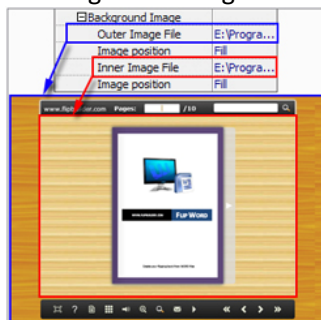 Background Image
Outer Image File E:\Progra...
Image position Fill
Inner Image File E:\Progra...
Image position Fill
Pages: /10
FLIP WORD